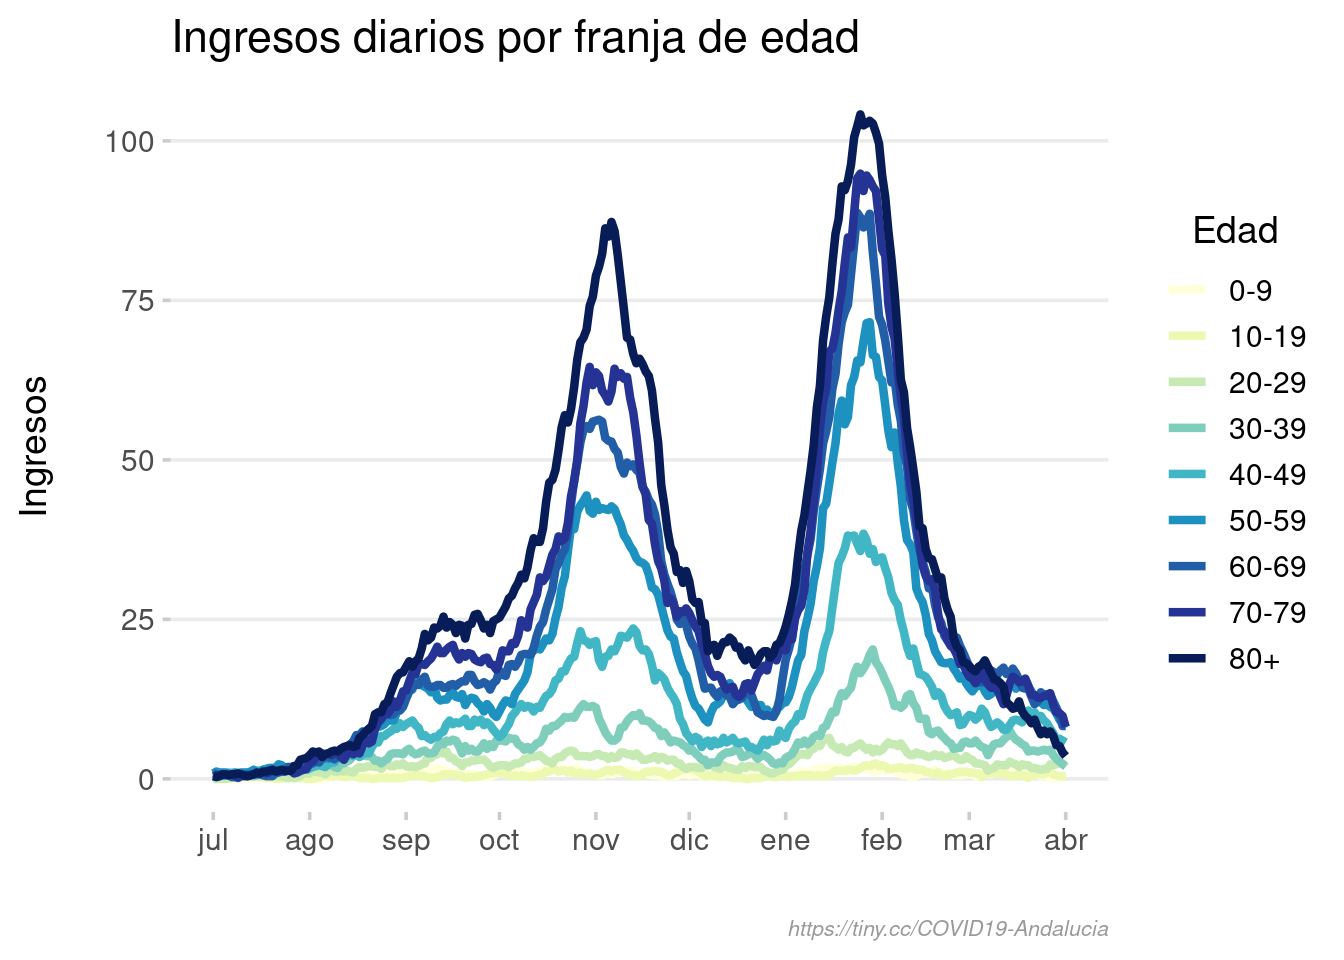 Ingresos diarios por franja de edad
Ingresos
100
75
50
25
0
jul ago sep oct nov dic ene feb mar abr
Edad
0-9
10-19
20-29
30-39
40-49
50-59
60-69
70-79
80+
https://tiny.cc/COVID19-Andalucia